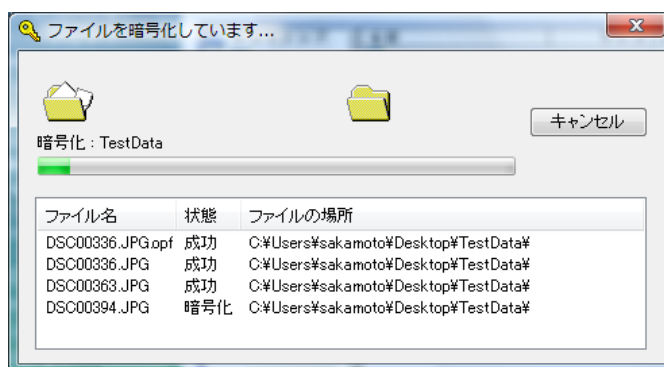 ファイルを暗号化しています...
キャンセル
暗号化 : TestData
ファイル名 状態 ファイルの場所
DSC00336.JPG.opf 成功 C:¥Users¥sakamoto¥Desktop¥TestData¥
DSC00336.JPG 成功 C:¥Users¥sakamoto¥Desktop¥TestData¥
DSC00363.JPG 成功 C:¥Users¥sakamoto¥Desktop¥TestData¥
DSC00394.JPG 暗号化 C:¥Users¥sakamoto¥Desktop¥TestData¥